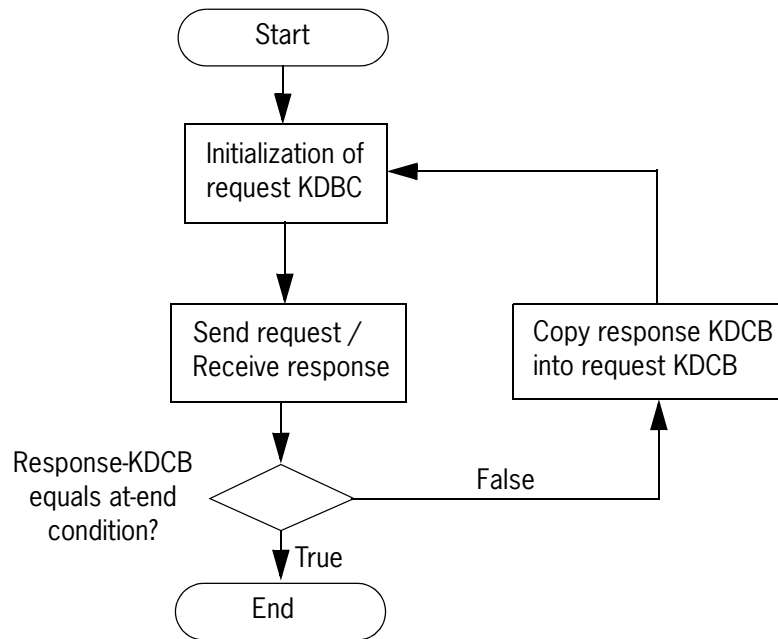 Start
Initialization of
request KDBC
Send request /
Receive response
Copy response KDCB
into request KDCB
Response-KDCB
equals at-end
condition?
False
True
End